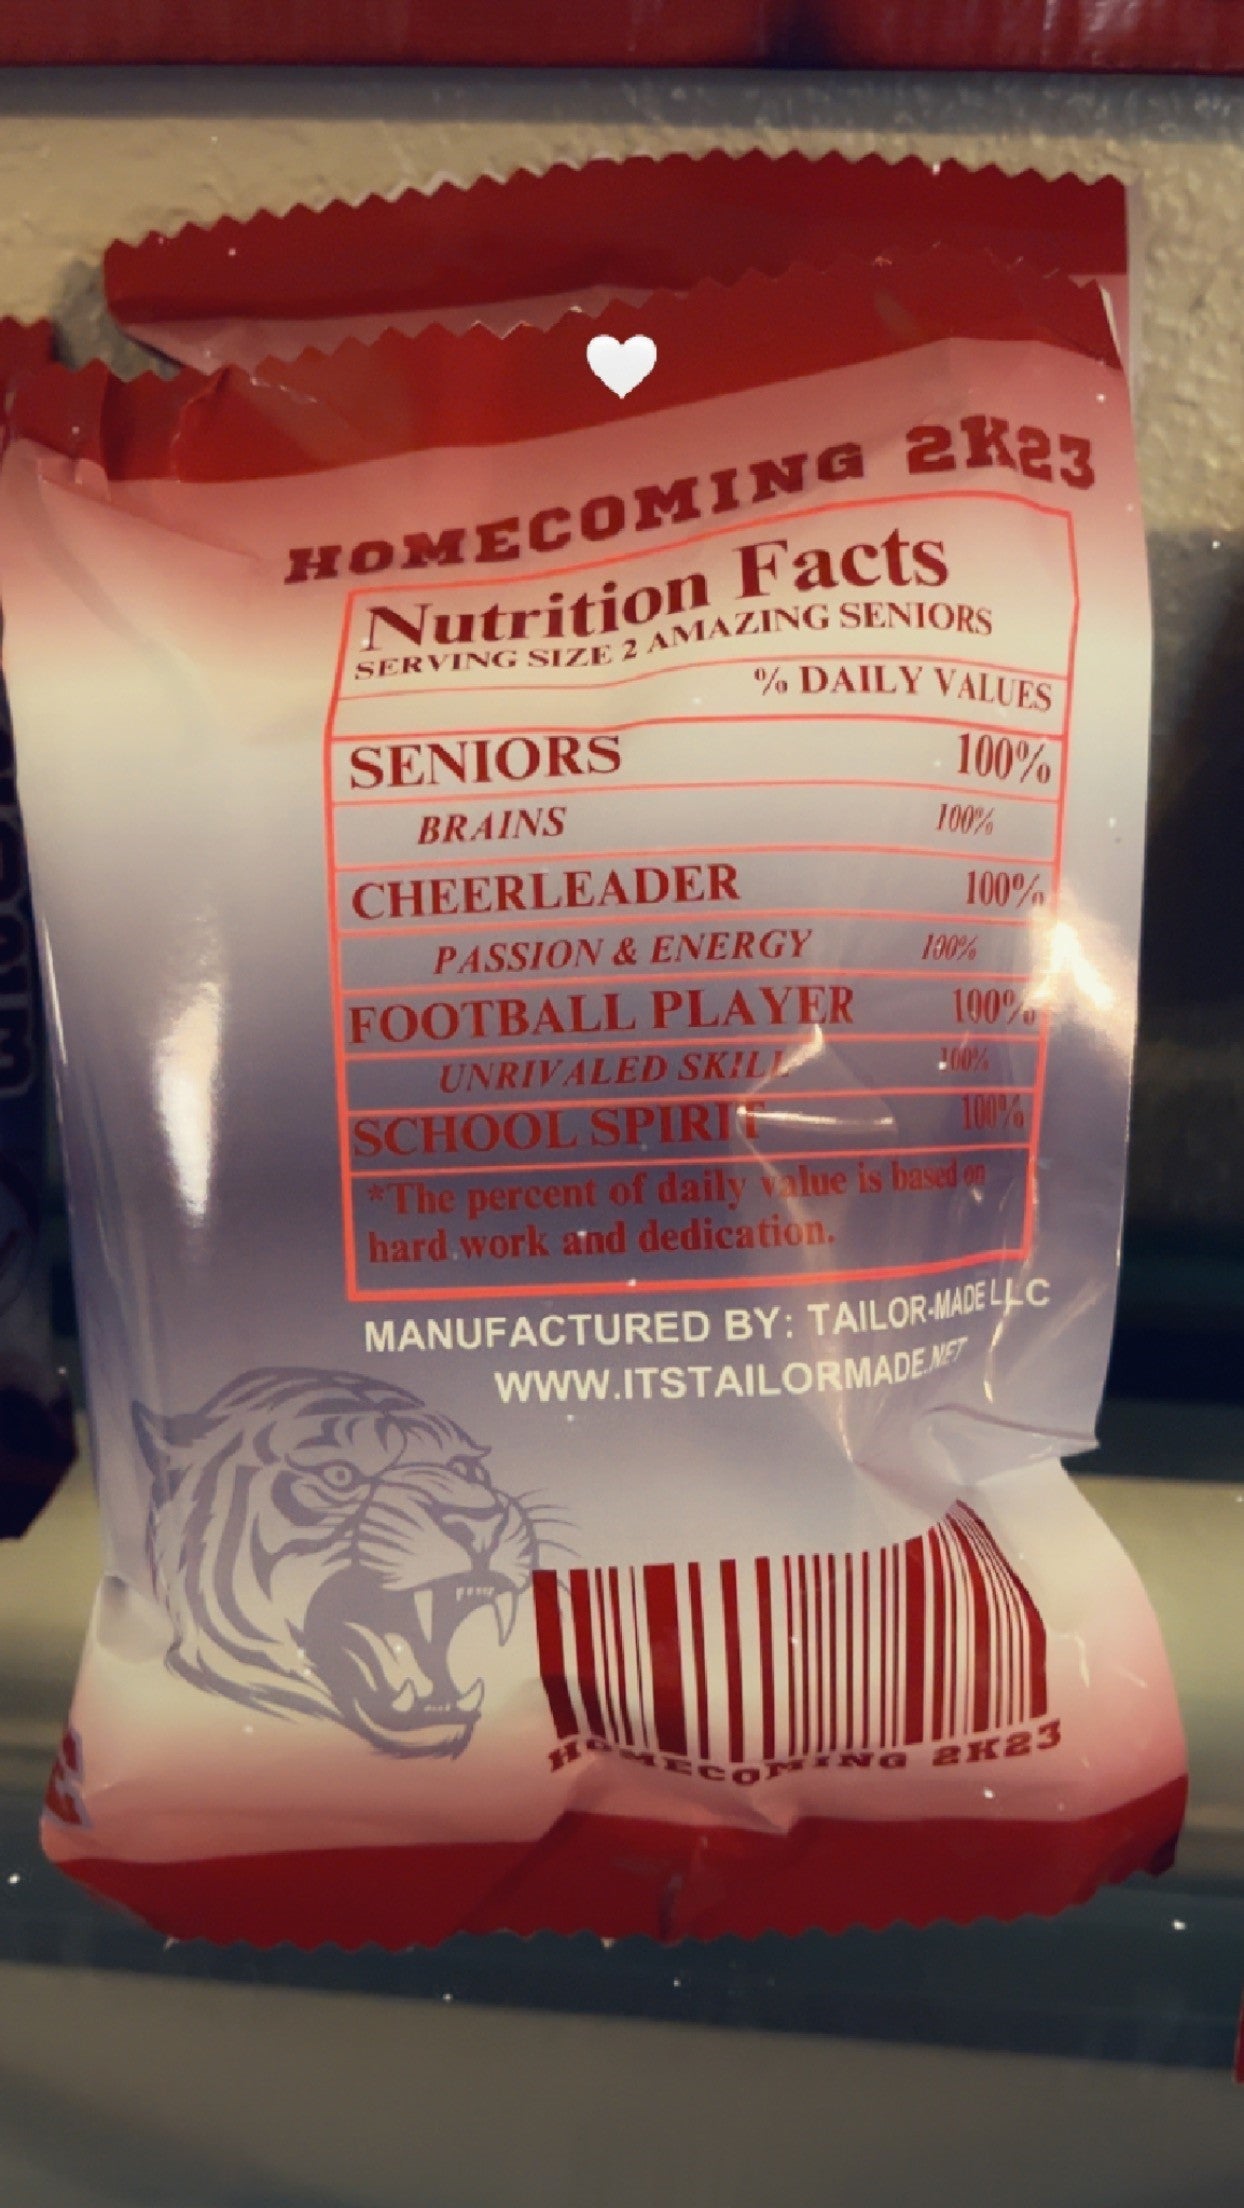 HOMECOMING 2K23
Nutrition Facts
SERVING SIZE 2 AMAZING SENIORS
% DAILY VALUES
SENIORS 100%
BRAINS 100%
CHEERLEADER 100%
PASSION & ENERGY 100%
FOOTBALL PLAYER 100%
UNRIVALED SKILL 100%
SCHOOL SPIRIT 100%
*The percent of daily value is based on
hard work and dedication.
MANUFACTURED BY: TAILOR-MADE LLC
WWW.ITSTAILORMADE.NET
HOMECOMING 2K23